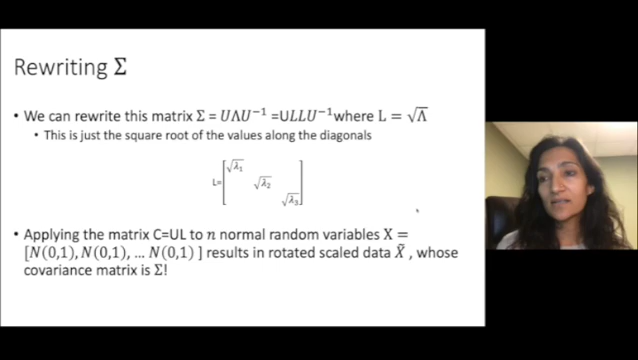 Rewriting Σ
• We can rewrite this matrix Σ = UΛU⁻¹ =ULLU⁻¹where L = √Λ
• This is just the square root of the values along the diagonals
L=[√λ₁
√λ₂
√λ₃]
• Applying the matrix C=UL to n normal random variables X =
[N(0,1), N(0,1), ... N(0,1) ] results in rotated scaled data X̃ , whose
covariance matrix is Σ!